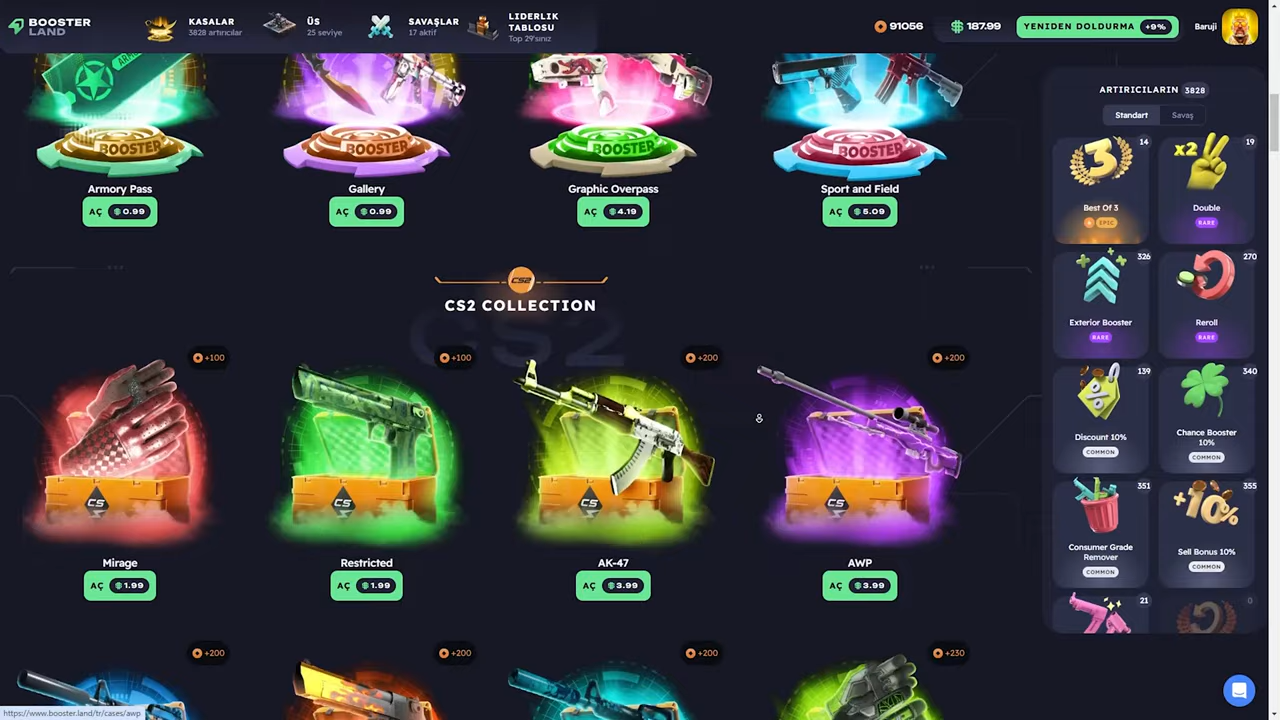 BOOSTER
LAND
KASALAR
3828 artırıcılar
ÜS
25 seviye
SAVAŞLAR
17 aktif
LIDERLIK
TABLOSU
Top 29'sınız
91056
187.99
YENIDEN DOLDURMA +9%
Baruji
BOOSTER
BOOSTER
BOOSTER
BOOSTER
Armory Pass
Gallery
Graphic Overpass
Sport and Field
AÇ 0.99
AÇ 0.99
AÇ 4.19
AÇ 5.09
CS2
CS2 COLLECTION
CS2
+100
+100
+200
+200
CS
CS
CS
CS
Mirage
Restricted
AK-47
AWP
AÇ 1.99
AÇ 1.99
AÇ 3.99
AÇ 3.99
+200
+200
+200
+230
ARTIRICILARIN 3828
Standart
Savaş
14
3
Best Of 3
EPIC
19
x2
Double
RARE
326
Exterior Booster
RARE
270
Reroll
RARE
139
%
Discount 10%
COMMON
340
Chance Booster
10%
COMMON
351
Consumer Grade
Remover
COMMON
355
+10%
Sell Bonus 10%
COMMON
21
0
https://www.booster.land/tr/cases/awp